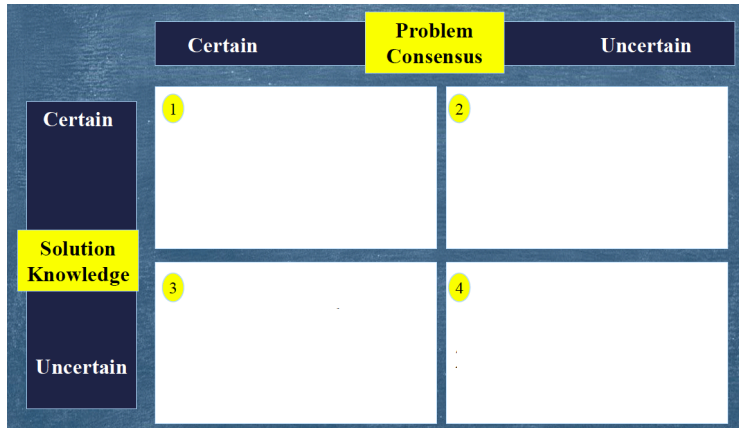 Certain
Problem
Consensus
Uncertain
Certain
1
2
Solution
Knowledge
3
4
Uncertain